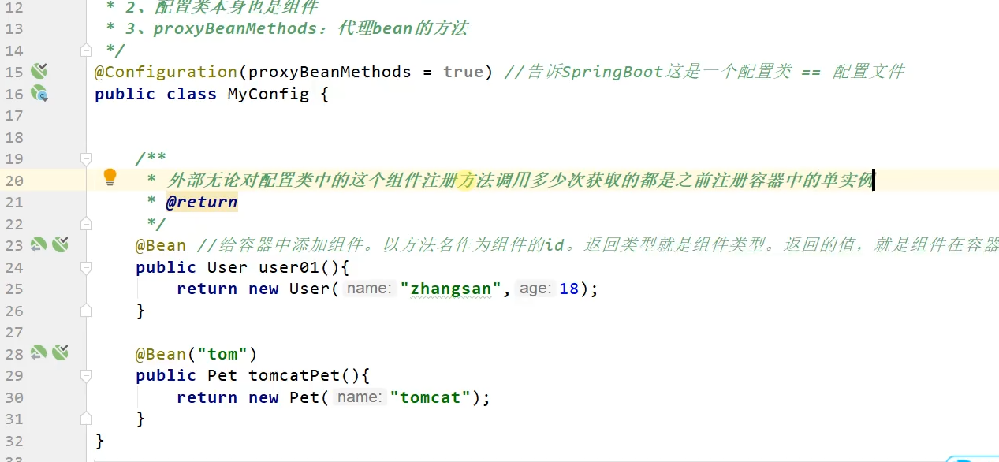 12 * 2、配置类本身也是组件
13 * 3、proxyBeanMethods：代理bean的方法
14 */
15 @Configuration(proxyBeanMethods = true) //告诉SpringBoot这是一个配置类 == 配置文件
16 public class MyConfig {
17
18
19 /**
20 * 外部无论对配置类中的这个组件注册方法调用多少次获取的都是之前注册容器中的单实例
21 * @return
22 */
23 @Bean //给容器中添加组件。以方法名作为组件的id。返回类型就是组件类型。返回的值，就是组件在容器
24 public User user01(){
25 return new User( name: "zhangsan", age: 18);
26 }
27
28 @Bean("tom")
29 public Pet tomcatPet(){
30 return new Pet( name: "tomcat");
31 }
32 }
33